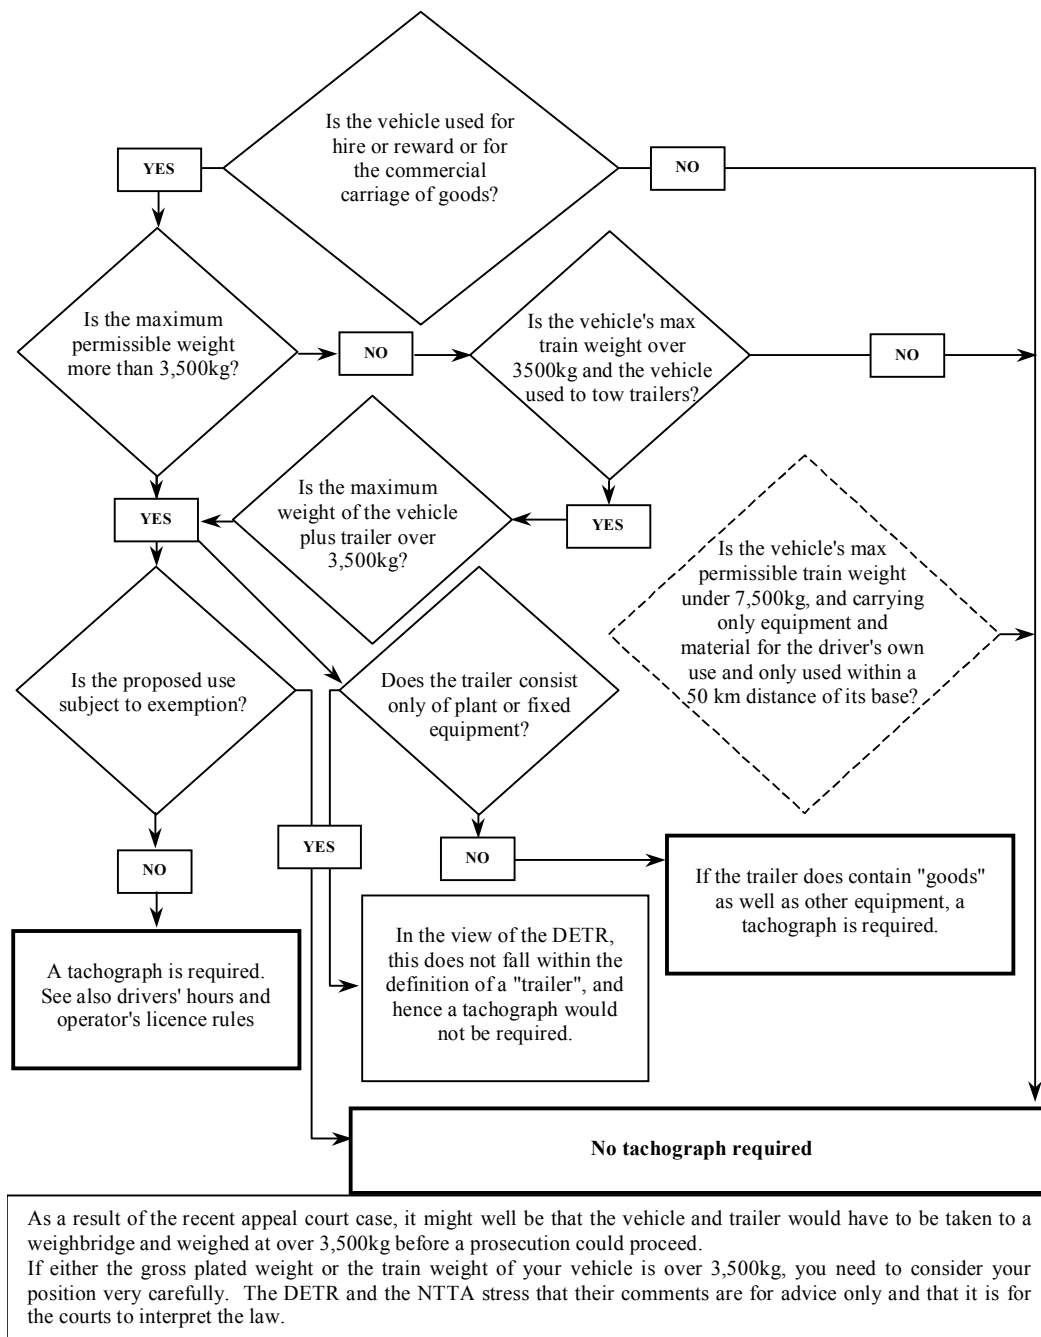 Is the vehicle used for
hire or reward or for
the commercial
carriage of goods?
YES
NO
Is the maximum
permissible weight
more than 3,500kg?
NO
Is the vehicle's max
train weight over
3500kg and the vehicle
used to tow trailers?
NO
YES
Is the maximum
weight of the vehicle
plus trailer over
3,500kg?
YES
Is the vehicle's max
permissible train weight
under 7,500kg, and carrying
only equipment and
material for the driver's own
use and only used within a
50 km distance of its base?
Is the proposed use
subject to exemption?
Does the trailer consist
only of plant or fixed
equipment?
NO
YES
NO
If the trailer does contain "goods"
as well as other equipment, a
tachograph is required.
A tachograph is required.
See also drivers' hours and
operator's licence rules
In the view of the DETR,
this does not fall within the
definition of a "trailer", and
hence a tachograph would
not be required.
No tachograph required
As a result of the recent appeal court case, it might well be that the vehicle and trailer would have to be taken to a
weighbridge and weighed at over 3,500kg before a prosecution could proceed.
If either the gross plated weight or the train weight of your vehicle is over 3,500kg, you need to consider your
position very carefully. The DETR and the NTTA stress that their comments are for advice only and that it is for
the courts to interpret the law.